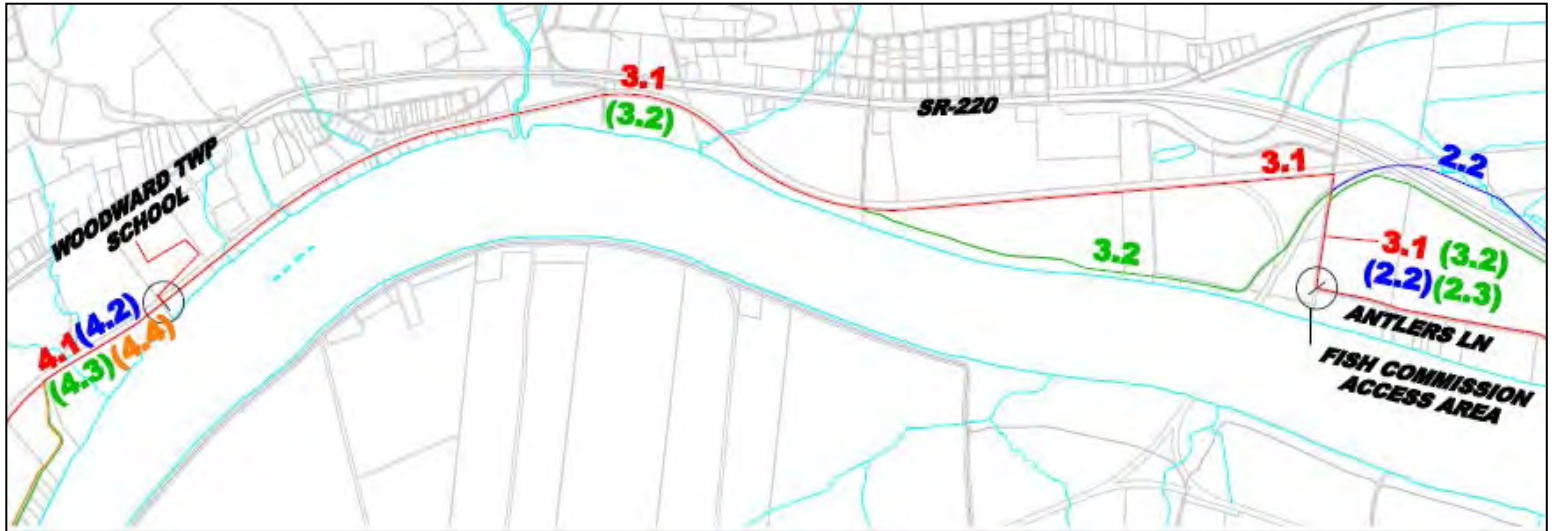 3.1
(3.2)
SR-220
WOODWARD TWP
SCHOOL
3.1
2.2
3.2
3.1 (3.2)
(2.2)(2.3)
4.1(4.2)
(4.3)(4.4)
ANTLERS LN
FISH COMMISSION
ACCESS AREA